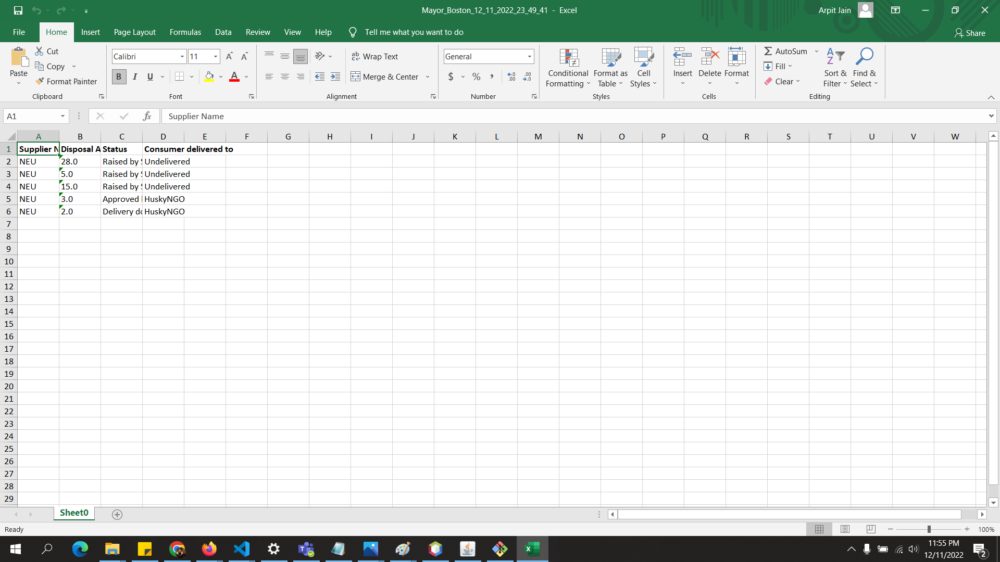 Mayor_Boston_12_11_2022_23_49_41 - Excel
Arpit Jain
File Home Insert Page Layout Formulas Data Review View Help Tell me what you want to do Share
Paste
Cut
Copy
Format Painter
Clipboard
Calibri 11
B I U
Font
ab Wrap Text
Merge & Center
Alignment
General
$ % ,
Number
Conditional Formatting
Format as Table
Cell Styles
Styles
Insert Delete Format
Cells
AutoSum
Fill
Clear
Sort & Filter
Find & Select
Editing
A1 fx Supplier Name
A B C D E F G H I J K L M N O P Q R S T U V W
1 Supplier N Disposal A Status Consumer delivered to
2 NEU 28.0 Raised by S Undelivered
3 NEU 5.0 Raised by S Undelivered
4 NEU 15.0 Raised by S Undelivered
5 NEU 3.0 Approved HuskyNGO
6 NEU 2.0 Delivery do HuskyNGO
7
8
9
10
11
12
13
14
15
16
17
18
19
20
21
22
23
24
25
26
27
28
29
Sheet0
Ready
100%
11:55 PM
12/11/2022
2